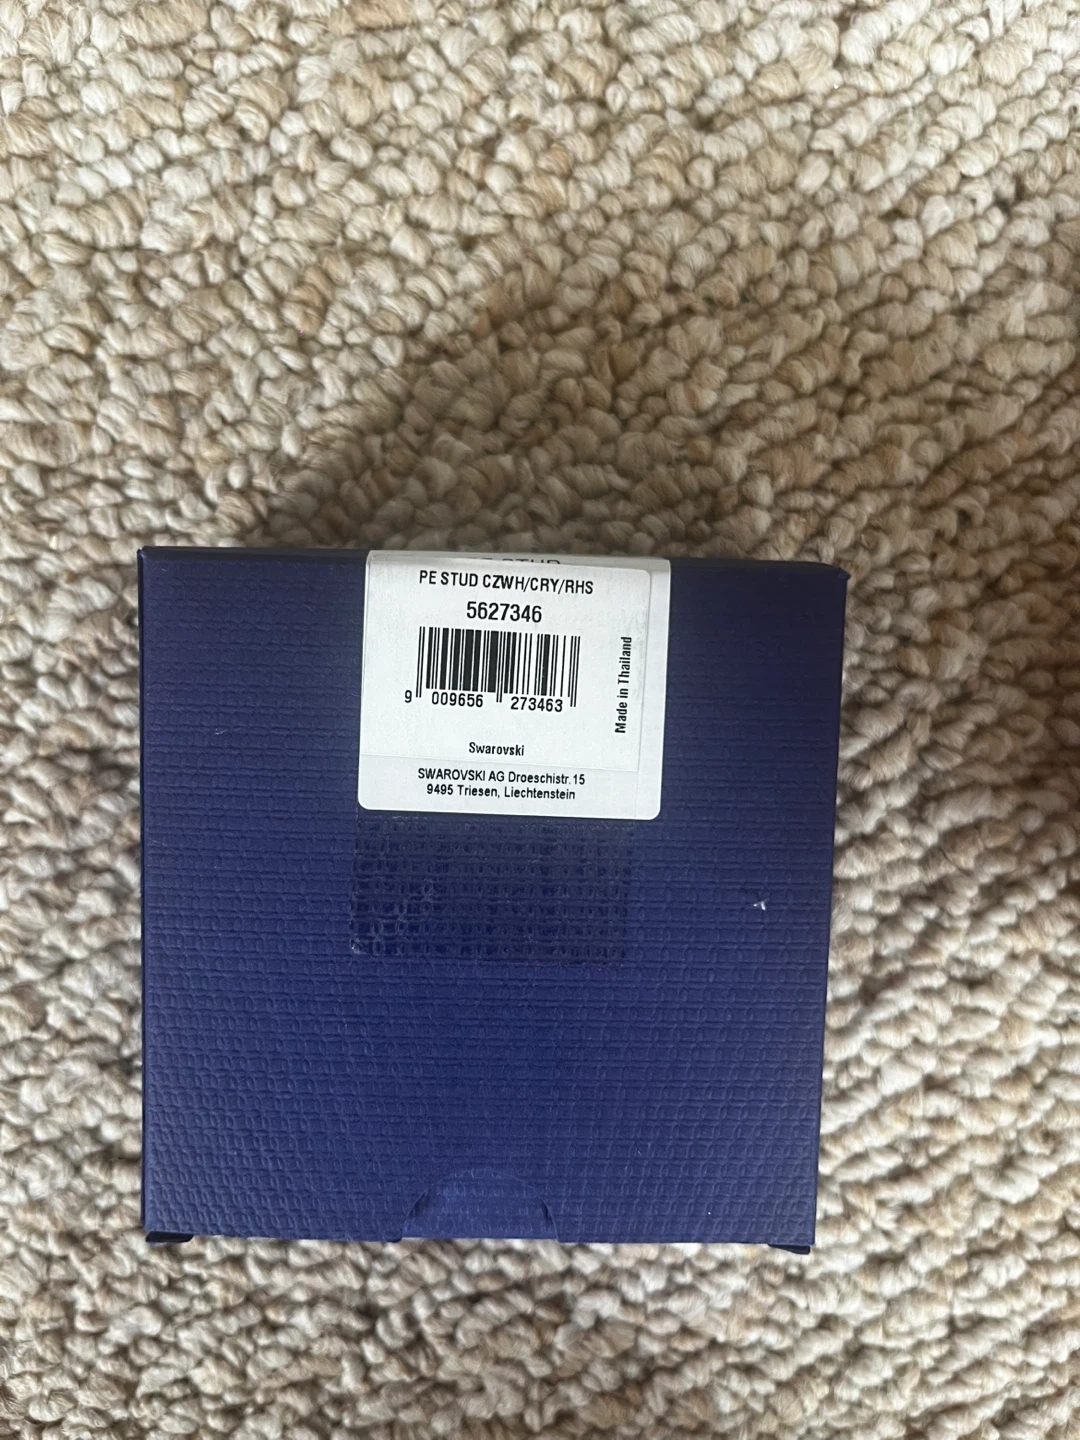 PE STUD CZWH/CRY/RHS
5627346
9 009656 273463
Made in Thailand
Swarovski
SWAROVSKI AG Droeschistr. 15
9495 Triesen, Liechtenstein